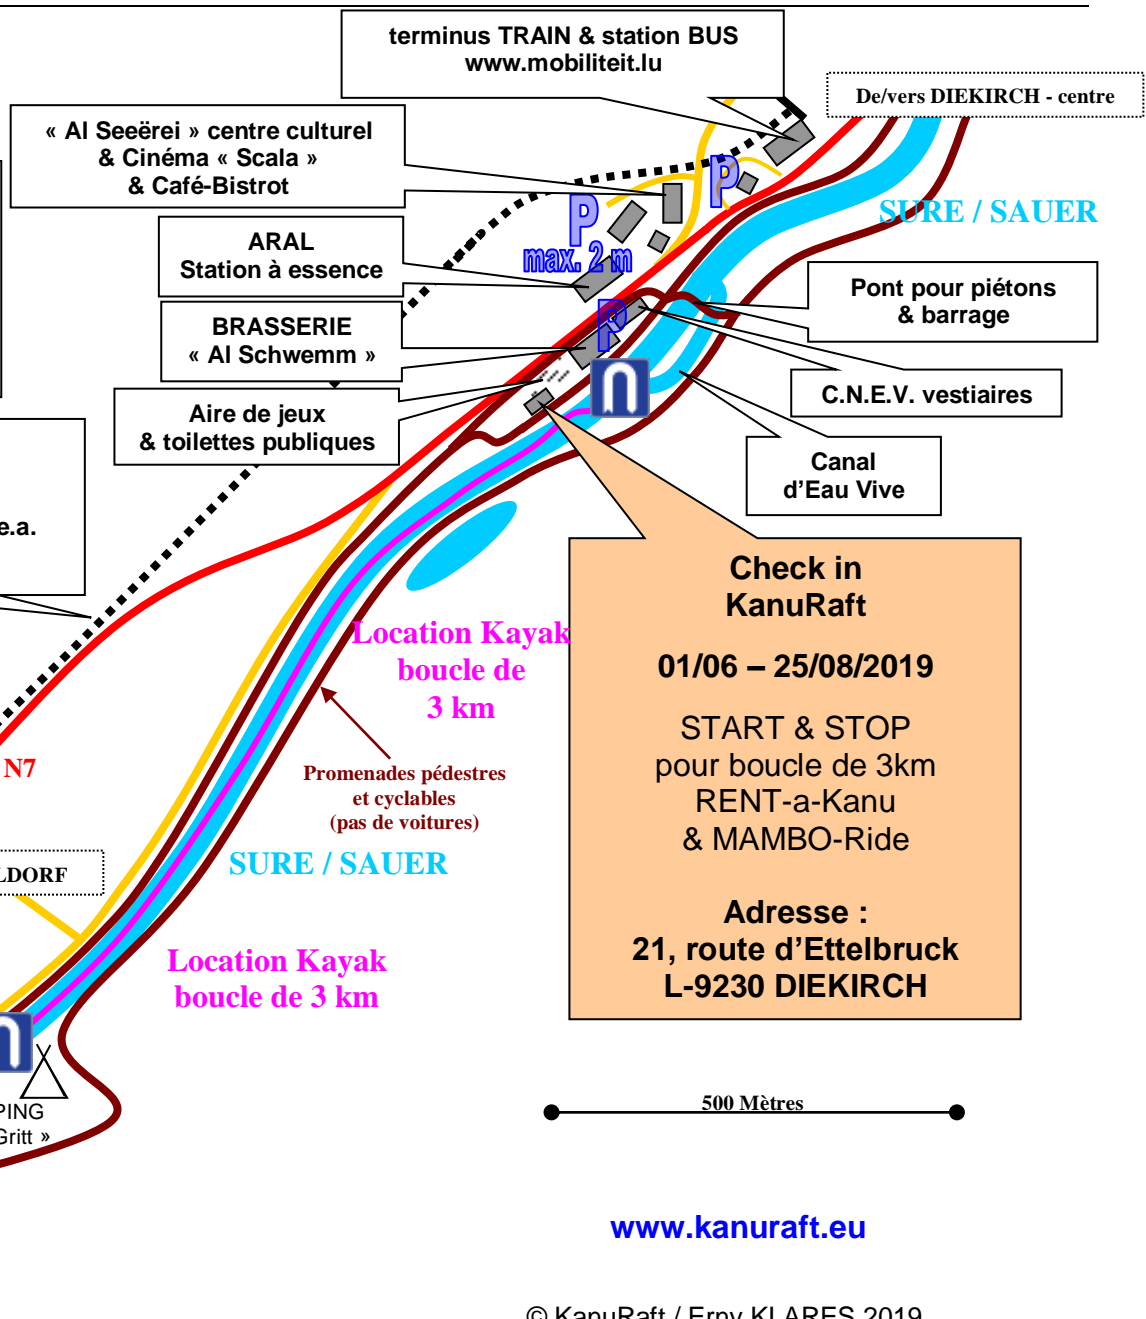 terminus TRAIN & station BUS
www.mobiliteit.lu
De/vers DIEKIRCH - centre
« Al Seeërei » centre culturel
& Cinéma « Scala »
& Café-Bistrot
P
P
max. 2 m
SURE / SAUER
ARAL
Station à essence
Pont pour piétons
& barrage
BRASSERIE
« Al Schwemm »
P
C.N.E.V. vestiaires
Aire de jeux
& toilettes publiques
Canal
d’Eau Vive
e.a.
Check in
KanuRaft
01/06 – 25/08/2019
START & STOP
pour boucle de 3km
RENT-a-Kanu
& MAMBO-Ride
Adresse :
21, route d’Ettelbruck
L-9230 DIEKIRCH
Location Kayak
boucle de
3 km
N7
Promenades pédestres
et cyclables
(pas de voitures)
SURE / SAUER
LDORF
Location Kayak
boucle de 3 km
PING
Gritt »
500 Mètres
www.kanuraft.eu
© KanuRaft / Erny KLARES 2019